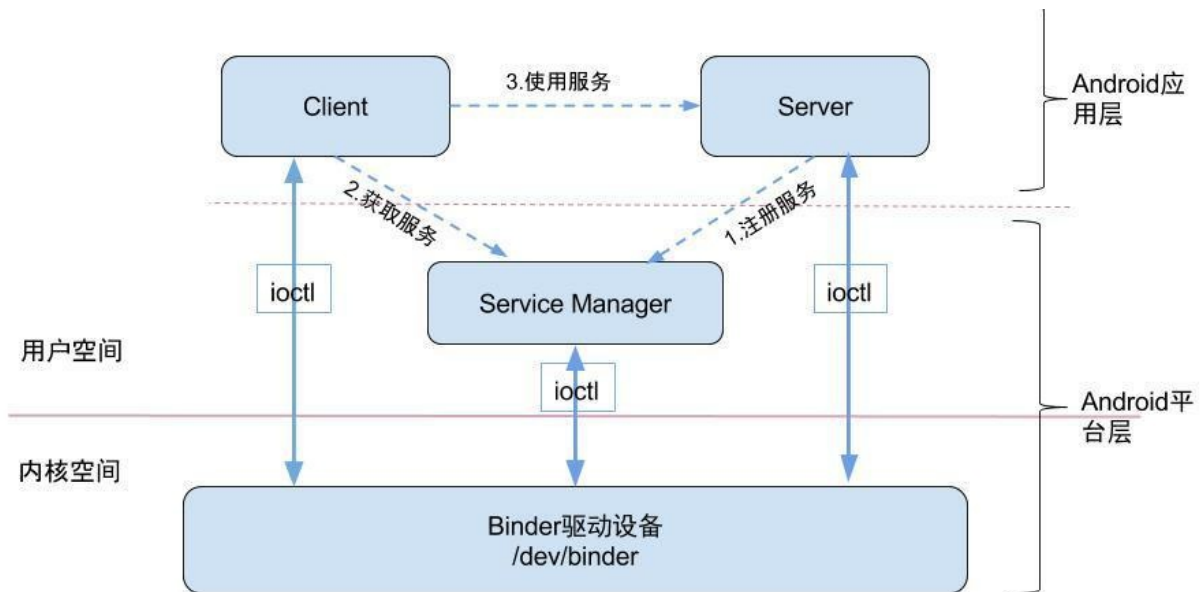 Client
3.使用服务
Server
Android应
用层
2.获取服务
1.注册服务
ioctl
Service Manager
ioctl
用户空间
ioctl
Android平
台层
内核空间
Binder驱动设备
/dev/binder